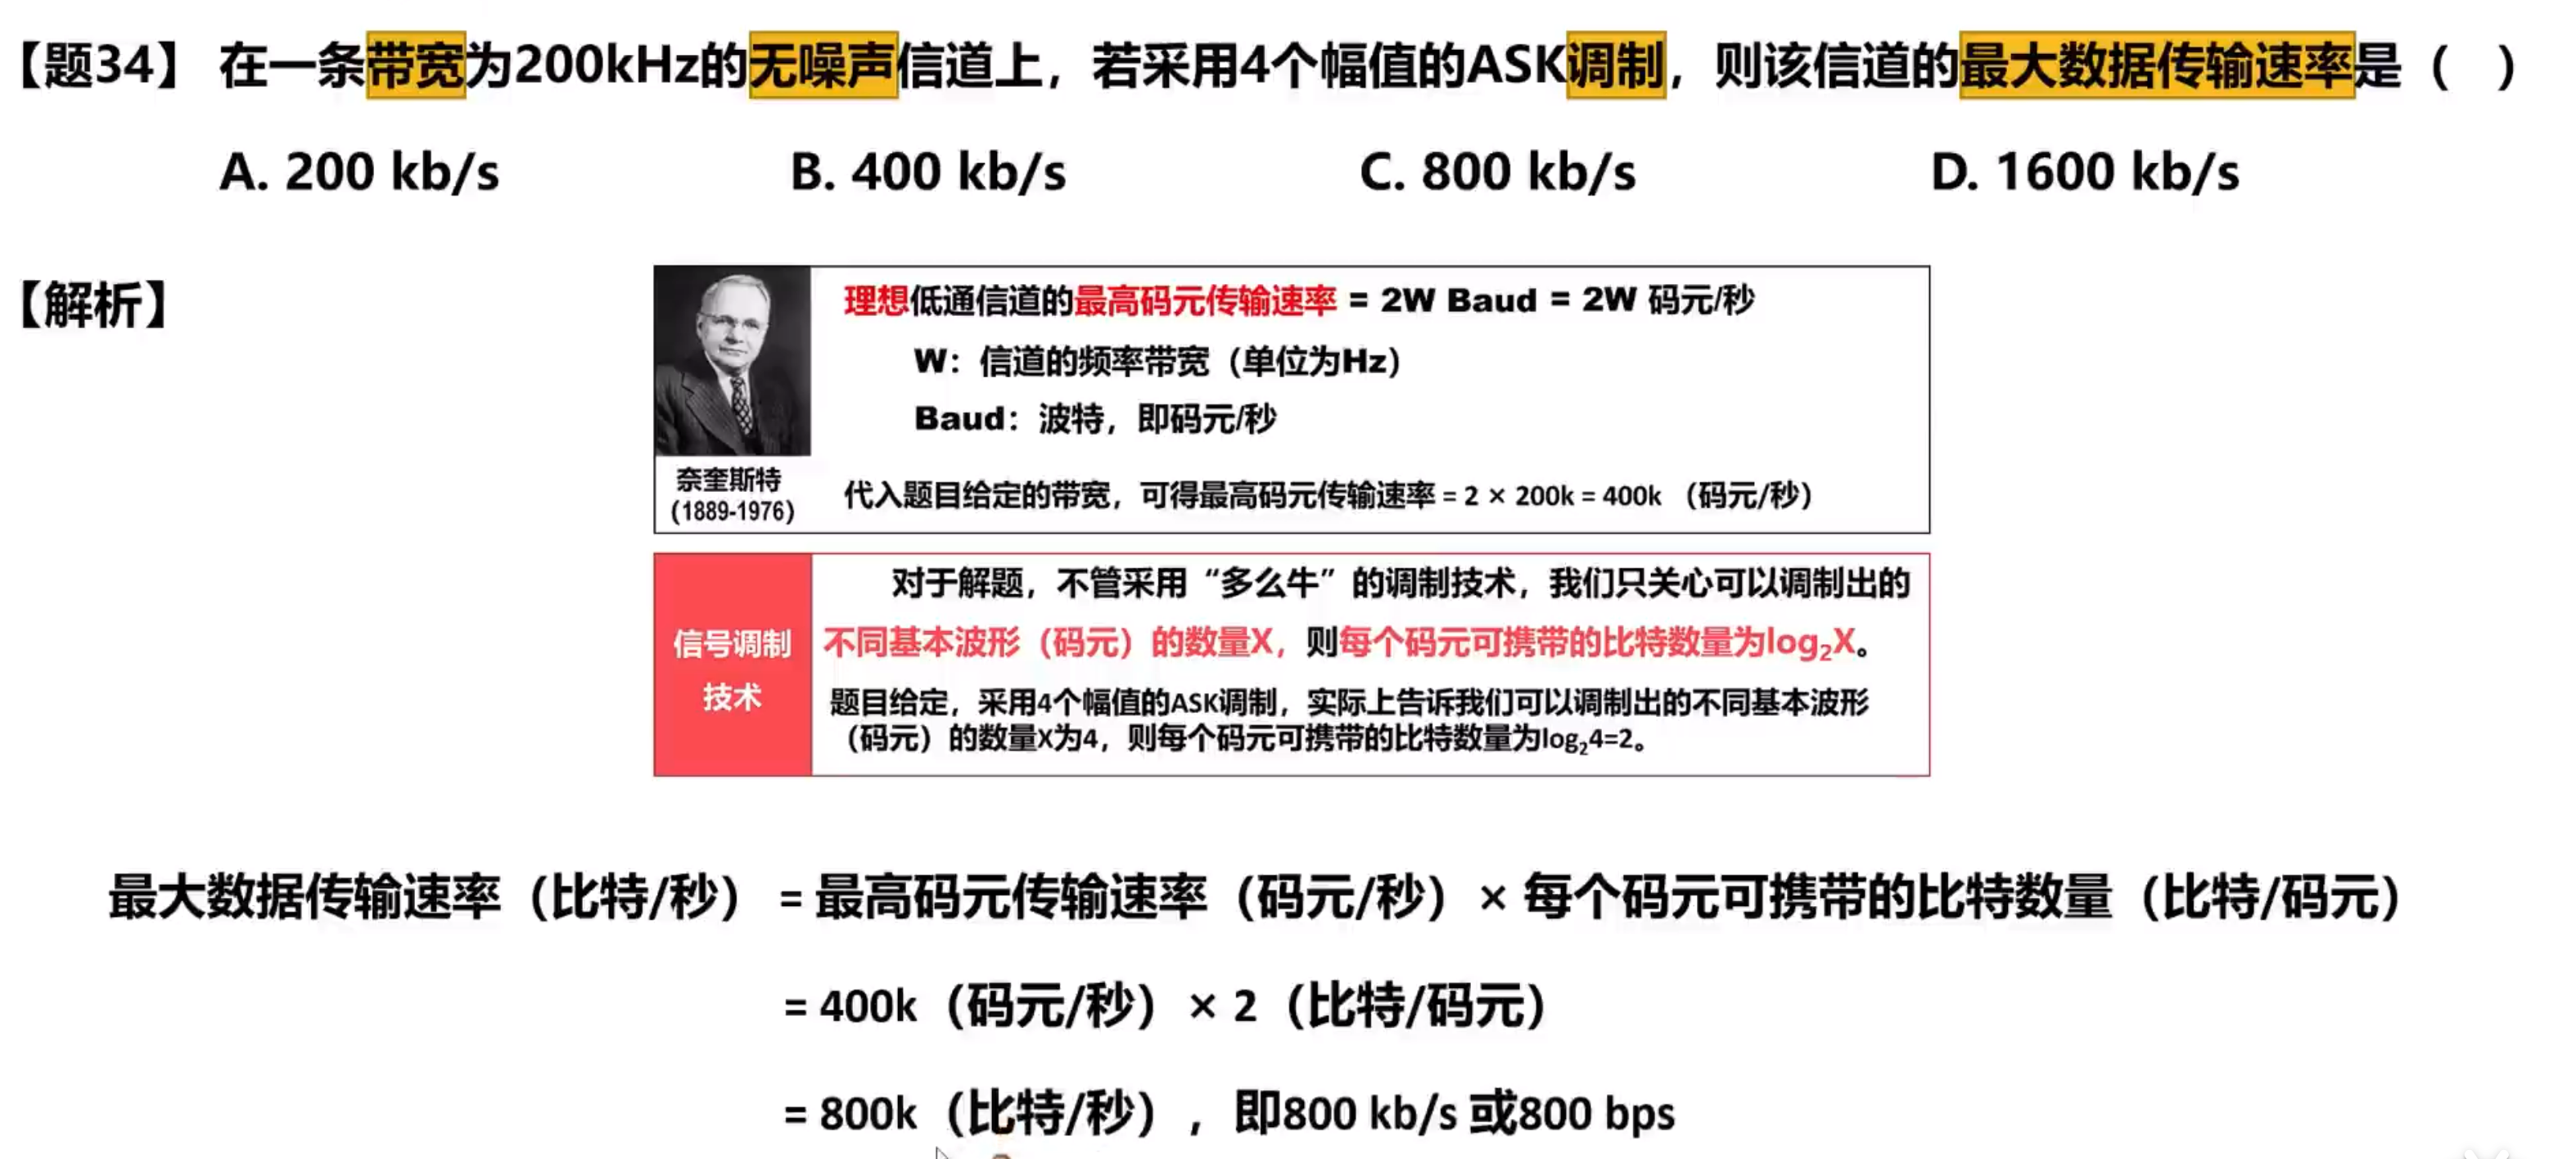 【题34】 在一条带宽为200kHz的无噪声信道上，若采用4个幅值的ASK调制，则该信道的最大数据传输速率是（ ）
A. 200 kb/s B. 400 kb/s C. 800 kb/s D. 1600 kb/s
【解析】
理想低通信道的最高码元传输速率 = 2W Baud = 2W 码元/秒
W：信道的频率带宽（单位为Hz）
Baud：波特，即码元/秒
代入题目给定的带宽，可得最高码元传输速率 = 2 × 200k = 400k （码元/秒）
奈奎斯特
(1889-1976)
信号调制
技术
对于解题，不管采用“多么牛”的调制技术，我们只关心可以调制出的
不同基本波形（码元）的数量X，则每个码元可携带的比特数量为log₂X。
题目给定，采用4个幅值的ASK调制，实际上告诉我们可以调制出的不同基本波形
（码元）的数量X为4，则每个码元可携带的比特数量为log₂4=2。
最大数据传输速率（比特/秒） = 最高码元传输速率（码元/秒）× 每个码元可携带的比特数量（比特/码元）
= 400k（码元/秒）× 2（比特/码元）
= 800k（比特/秒），即800 kb/s 或800 bps